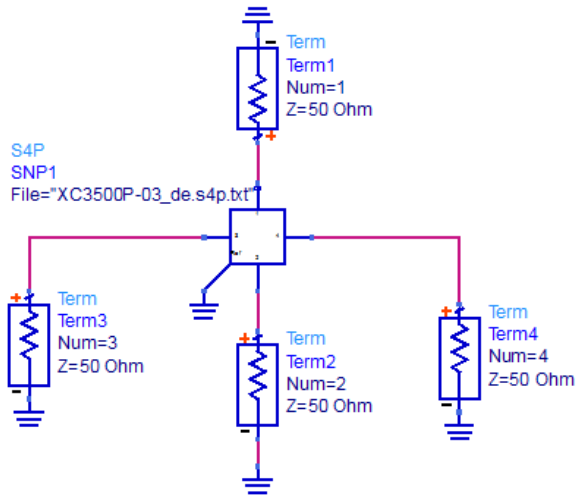 Term
Term1
Num=1
Z=50 Ohm
S4P
SNP1
File="XC3500P-03_de.s4p.txt"
Ref
Term
Term3
Num=3
Z=50 Ohm
Term
Term2
Num=2
Z=50 Ohm
Term
Term4
Num=4
Z=50 Ohm